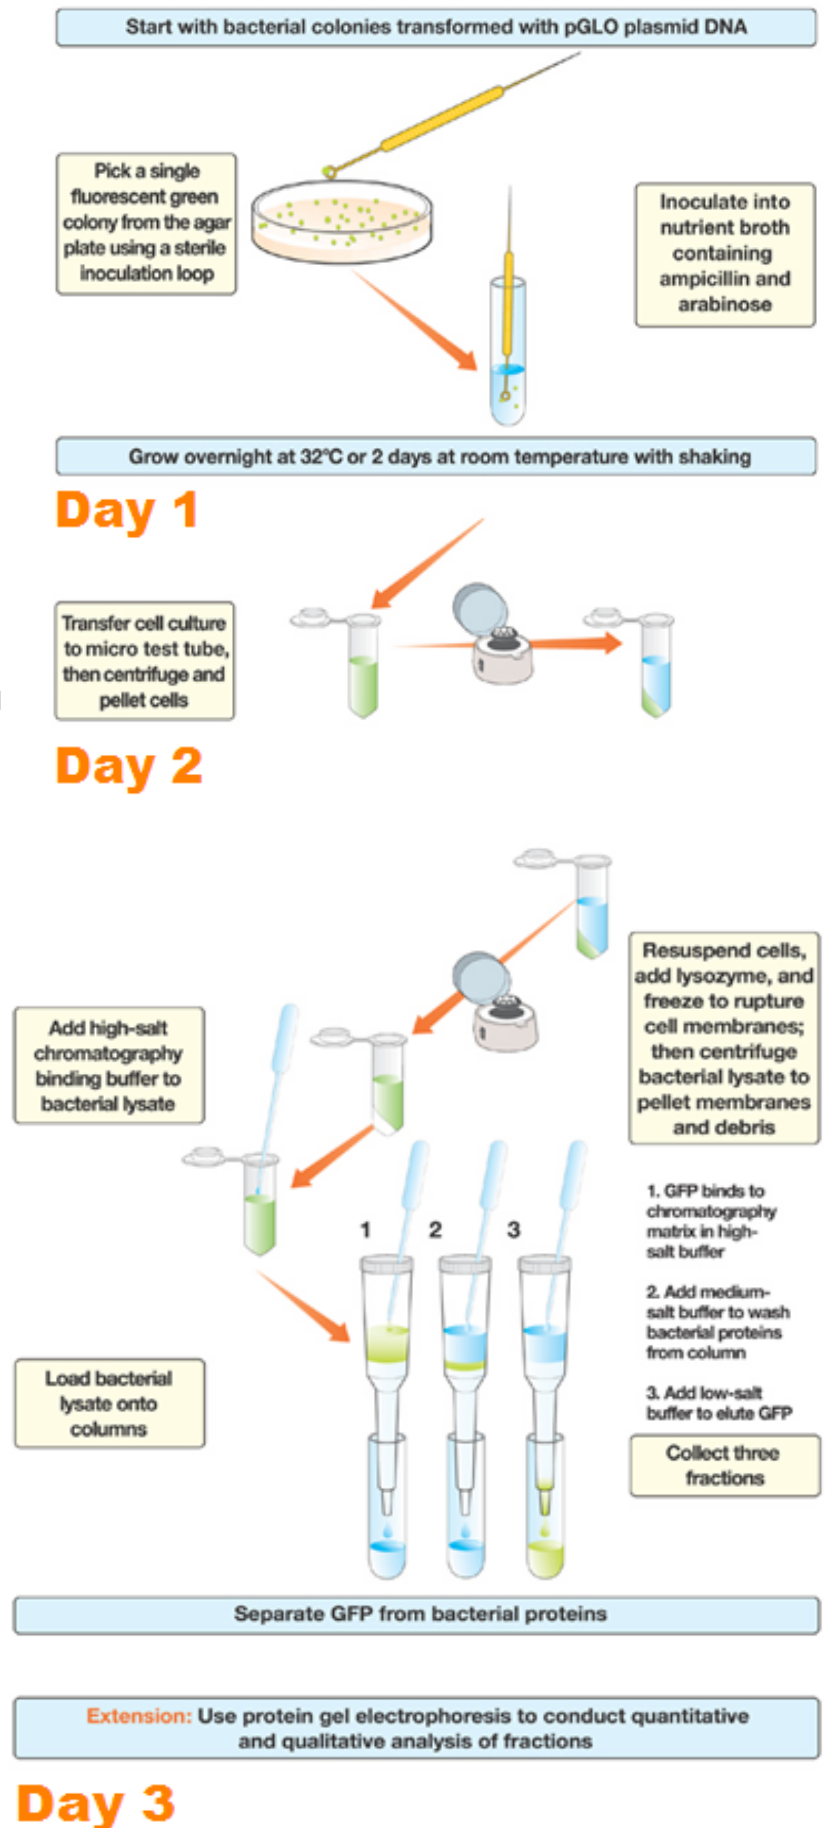 Start with bacterial colonies transformed with pGLO plasmid DNA
Pick a single
fluorescent green
colony from the agar
plate using a sterile
inoculation loop
Inoculate into
nutrient broth
containing
ampicillin and
arabinose
Grow overnight at 32°C or 2 days at room temperature with shaking
Day 1
Transfer cell culture
to micro test tube,
then centrifuge and
pellet cells
Day 2
Resuspend cells,
add lysozyme, and
freeze to rupture
cell membranes;
then centrifuge
bacterial lysate to
pellet membranes
and debris
Add high-salt
chromatography
binding buffer to
bacterial lysate
1 2 3
1. GFP binds to
chromatography
matrix in high-
salt buffer
2. Add medium-
salt buffer to wash
bacterial proteins
from column
3. Add low-salt
buffer to elute GFP
Load bacterial
lysate onto
columns
Collect three
fractions
Separate GFP from bacterial proteins
Extension: Use protein gel electrophoresis to conduct quantitative
and qualitative analysis of fractions
Day 3